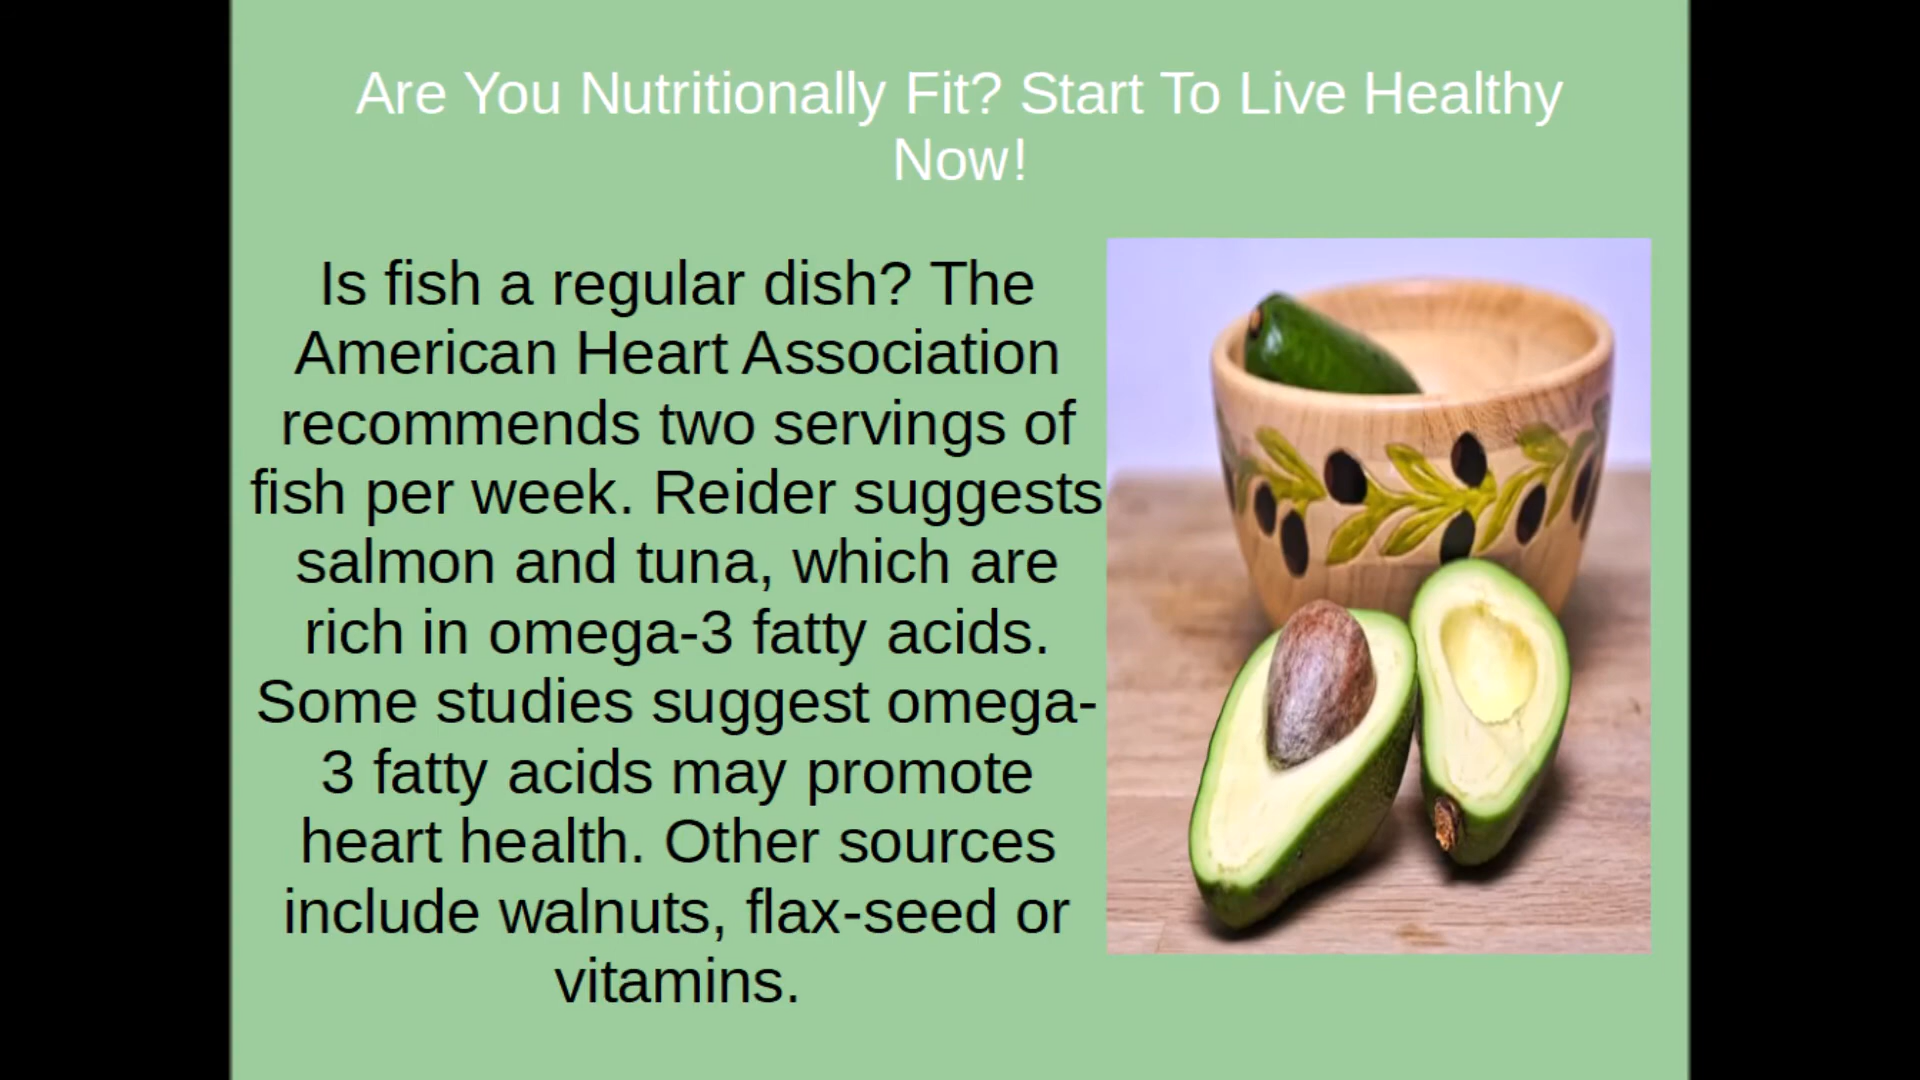 Are You Nutritionally Fit? Start To Live Healthy
Now!
Is fish a regular dish? The
American Heart Association
recommends two servings of
fish per week. Reider suggests
salmon and tuna, which are
rich in omega-3 fatty acids.
Some studies suggest omega-
3 fatty acids may promote
heart health. Other sources
include walnuts, flax-seed or
vitamins.